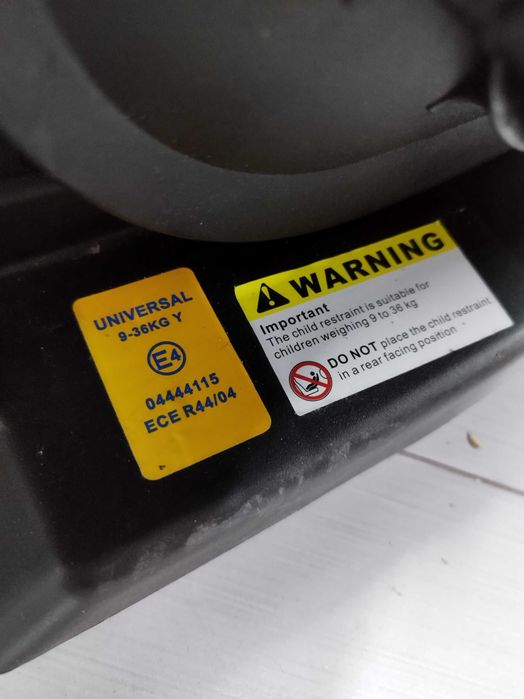 UNIVERSAL
9-36KG Y
E4
04444115
ECE R44/04
WARNING
Important
The child restraint is suitable for
children weighing 9 to 36 kg
DO NOT place the child restraint
in a rear facing position